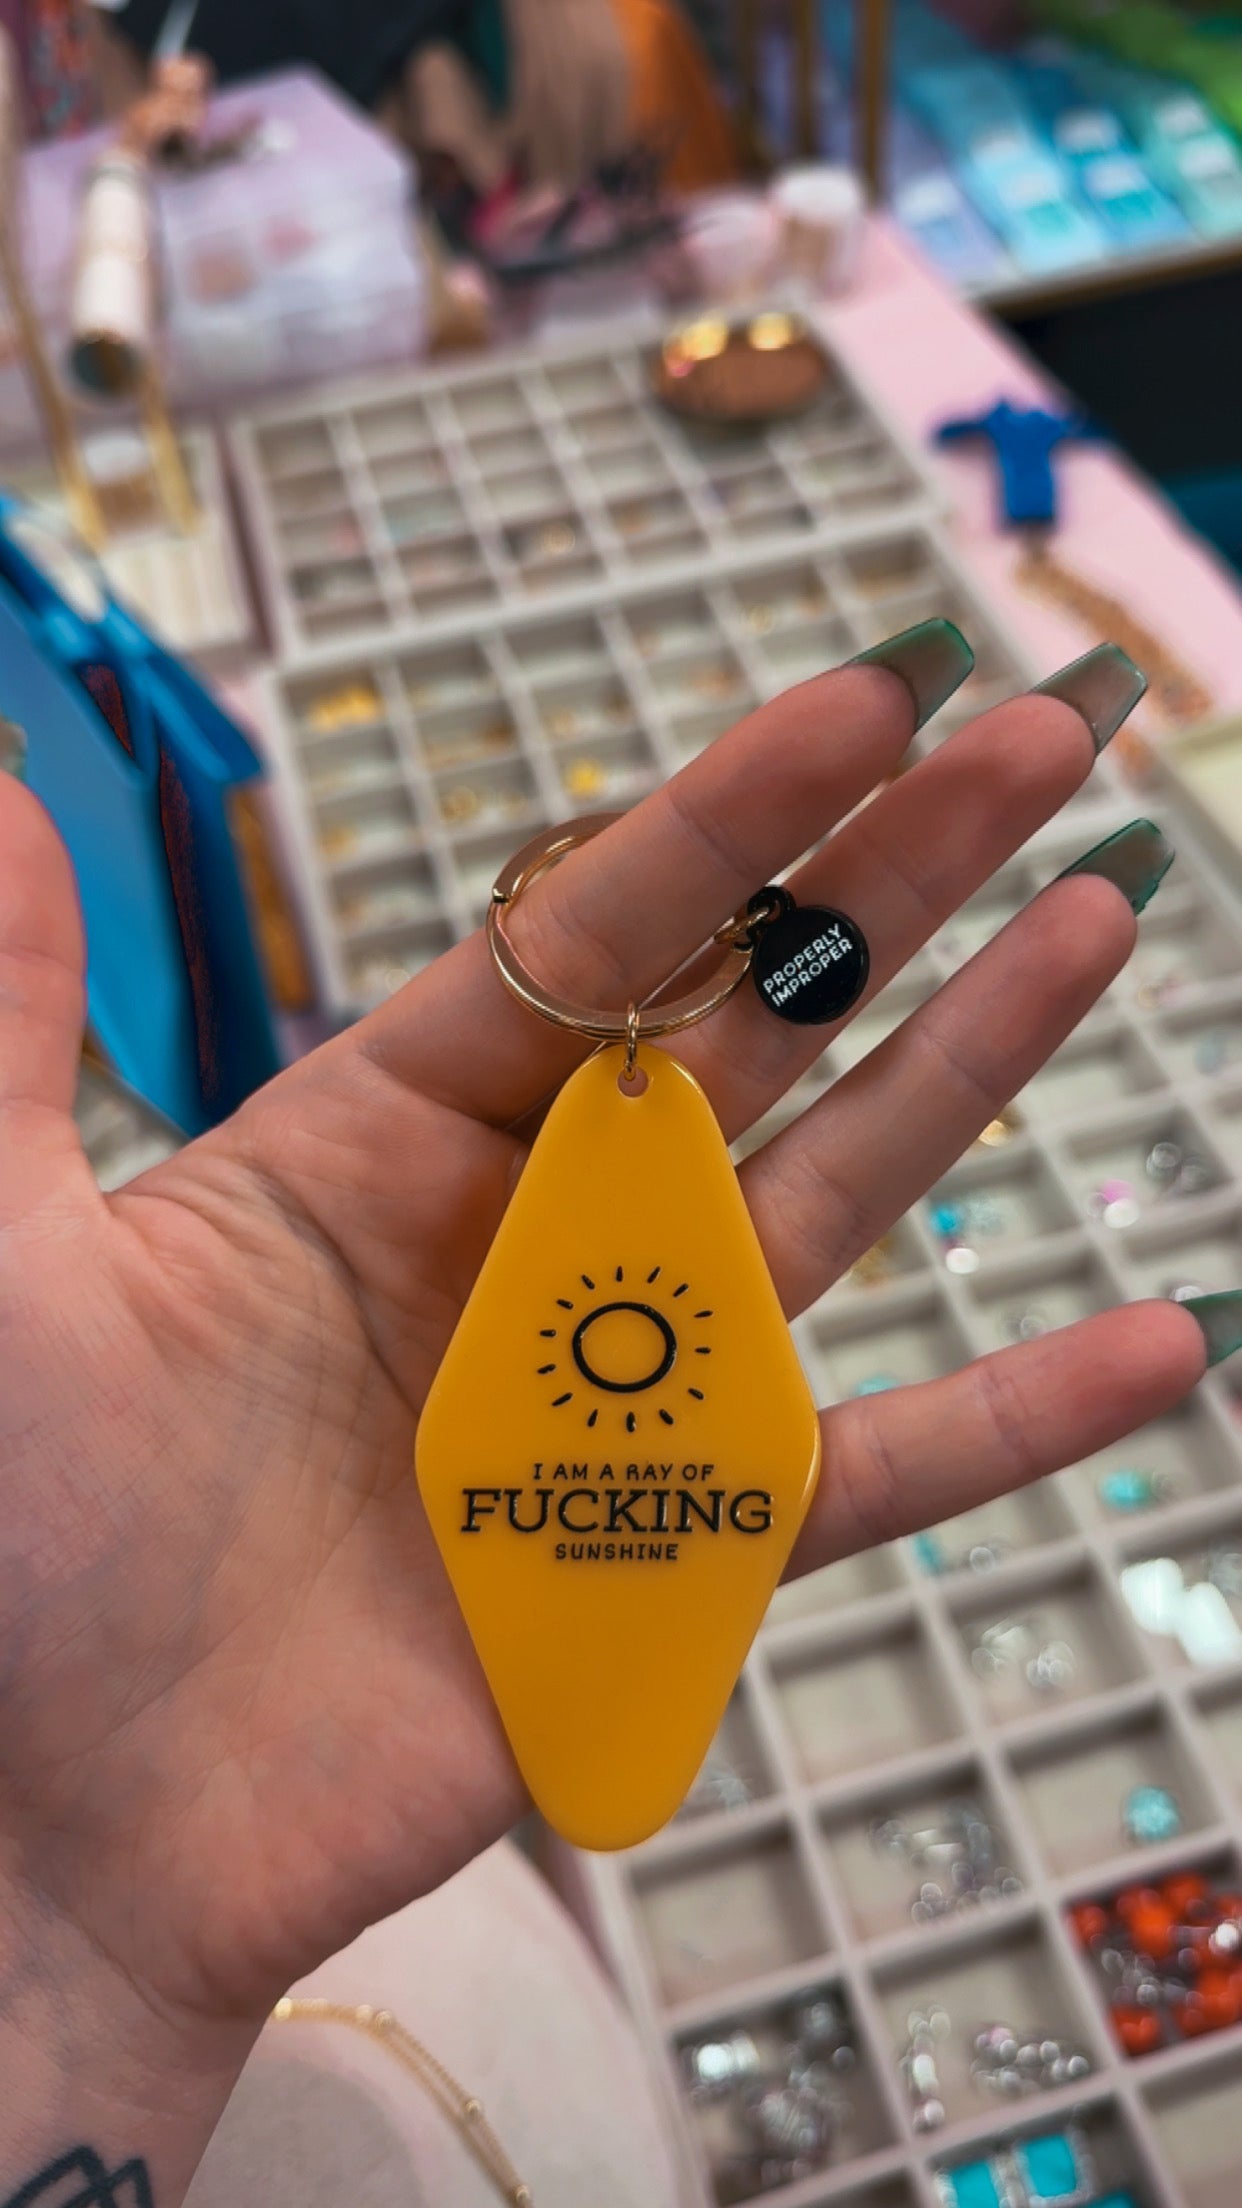 PROPERLY
IMPROPER
I AM A RAY OF
FUCKING
SUNSHINE